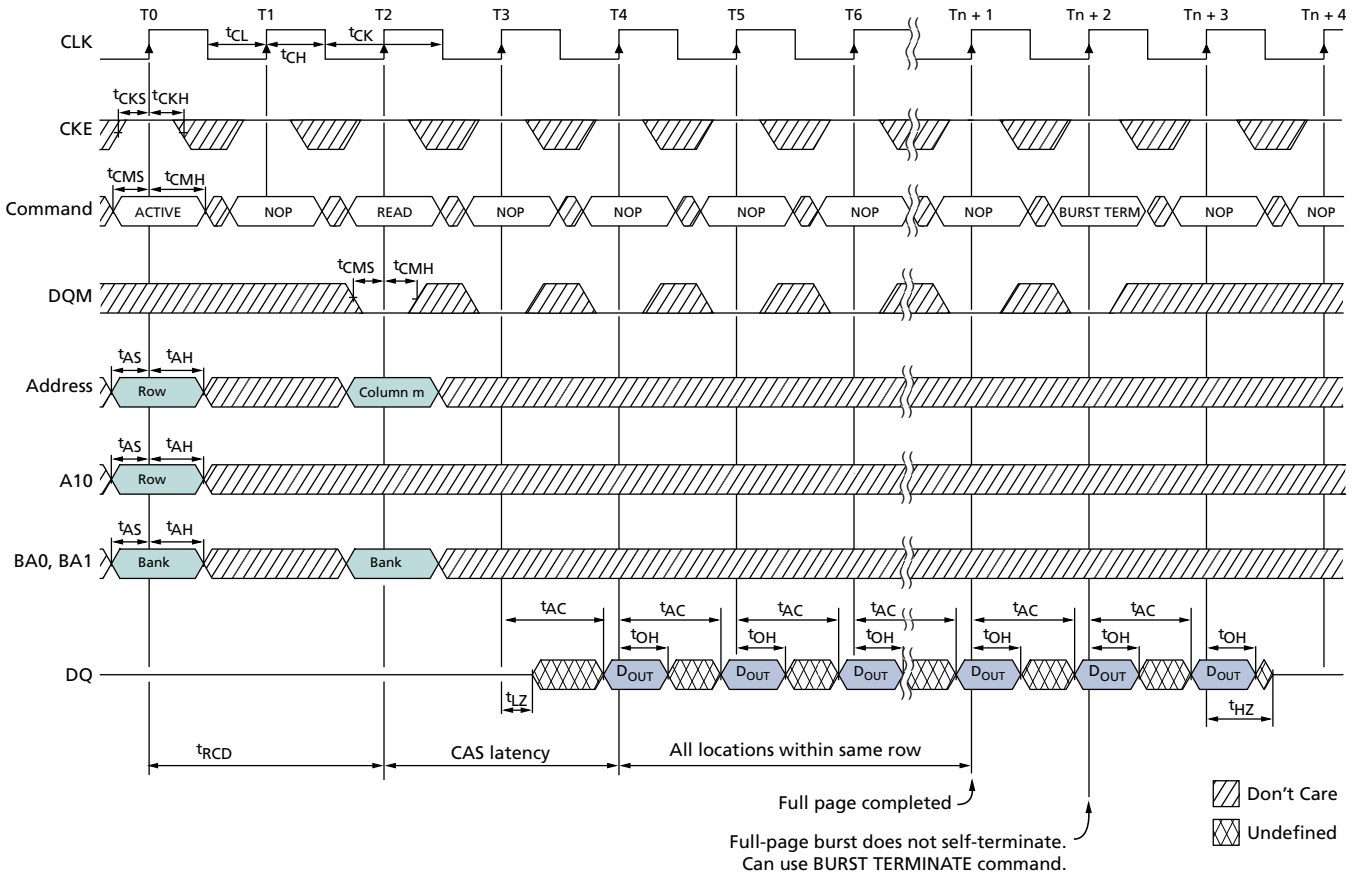 T0 T1 T2 T3 T4 T5 T6 Tn + 1 Tn + 2 Tn + 3 Tn + 4
CLK
tCL tCK
tCH
tCKS tCKH
CKE
tCMS tCMH
Command ACTIVE NOP READ NOP NOP NOP NOP NOP BURST TERM NOP NOP
tCMS tCMH
DQM
tAS tAH
Address Row Column m
tAS tAH
A10 Row
tAS tAH
BA0, BA1 Bank Bank
tAC tAC tAC tAC tAC tAC
tOH tOH tOH tOH tOH tOH
DQ DOUT DOUT DOUT DOUT DOUT DOUT
tLZ tHZ
tRCD CAS latency All locations within same row
Full page completed
Don't Care
Undefined
Full-page burst does not self-terminate.
Can use BURST TERMINATE command.